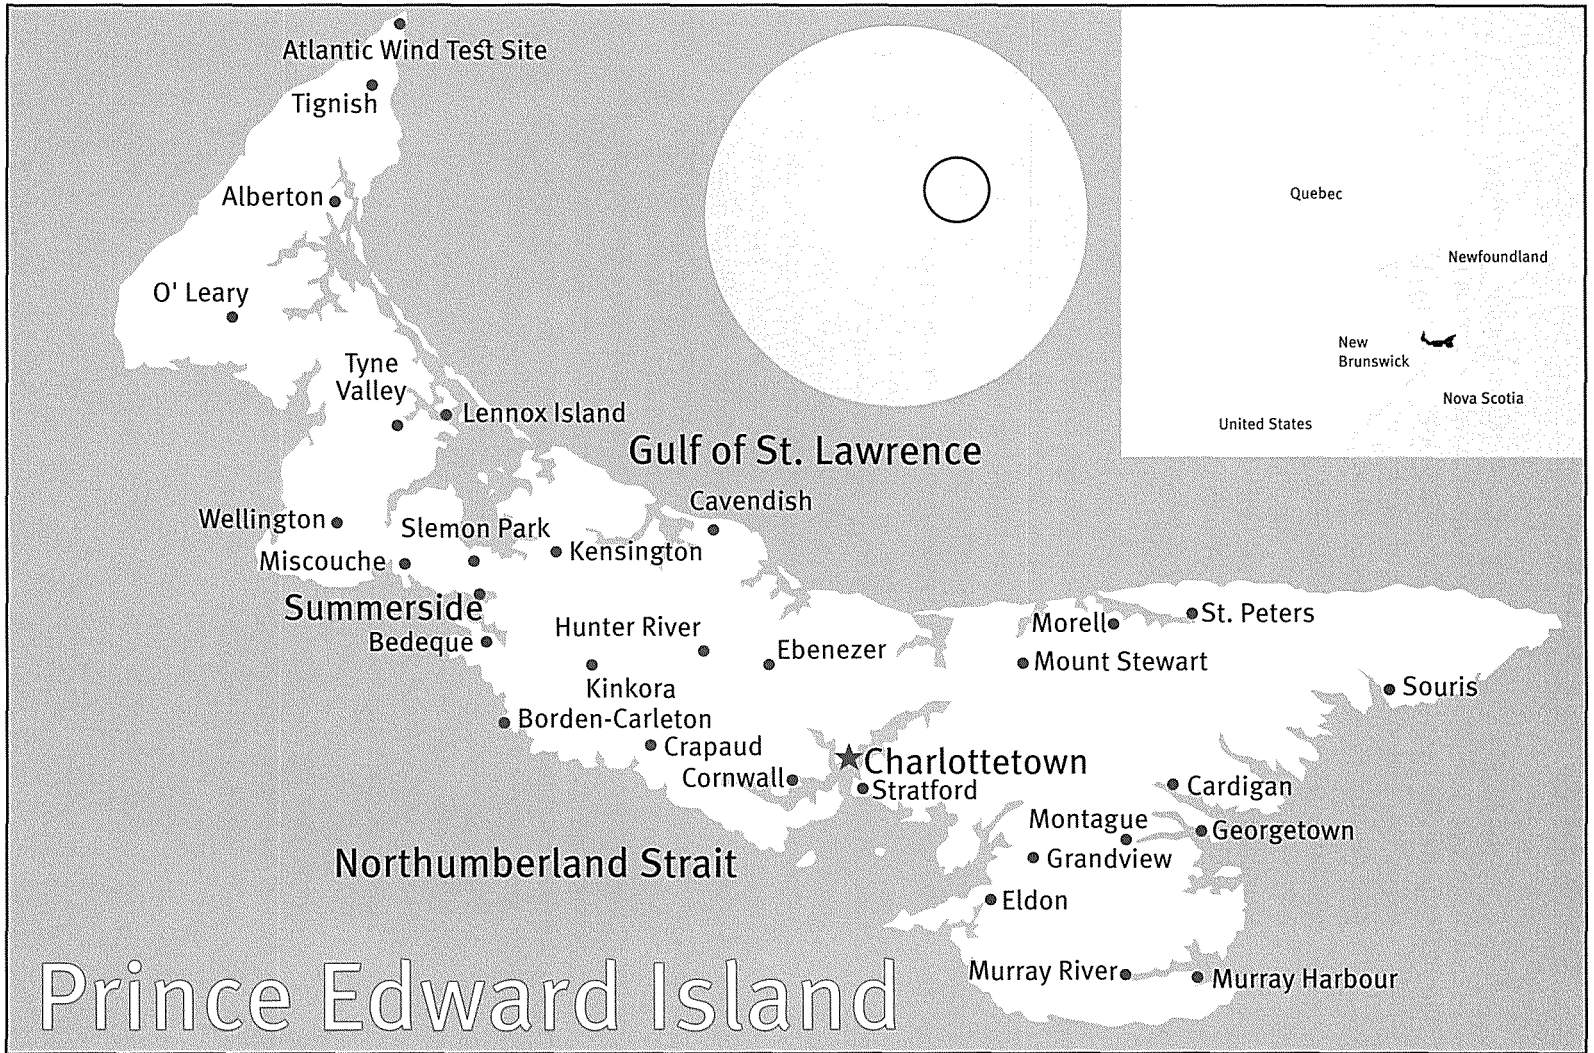 Atlantic Wind Test Site
Tignish
Alberton
O' Leary
Tyne
Valley
Lennox Island
Gulf of St. Lawrence
Quebec
Newfoundland
New
Brunswick
Nova Scotia
United States
Cavendish
Wellington
Slemon Park
Kensington
Miscouche
Summerside
Bedeque
Hunter River
Ebenezer
Kinkora
Borden-Carleton
Crapaud
Cornwall
Charlottetown
Stratford
Morell
St. Peters
Mount Stewart
Souris
Cardigan
Montague
Georgetown
Grandview
Eldon
Murray River
Murray Harbour
Northumberland Strait
Prince Edward Island